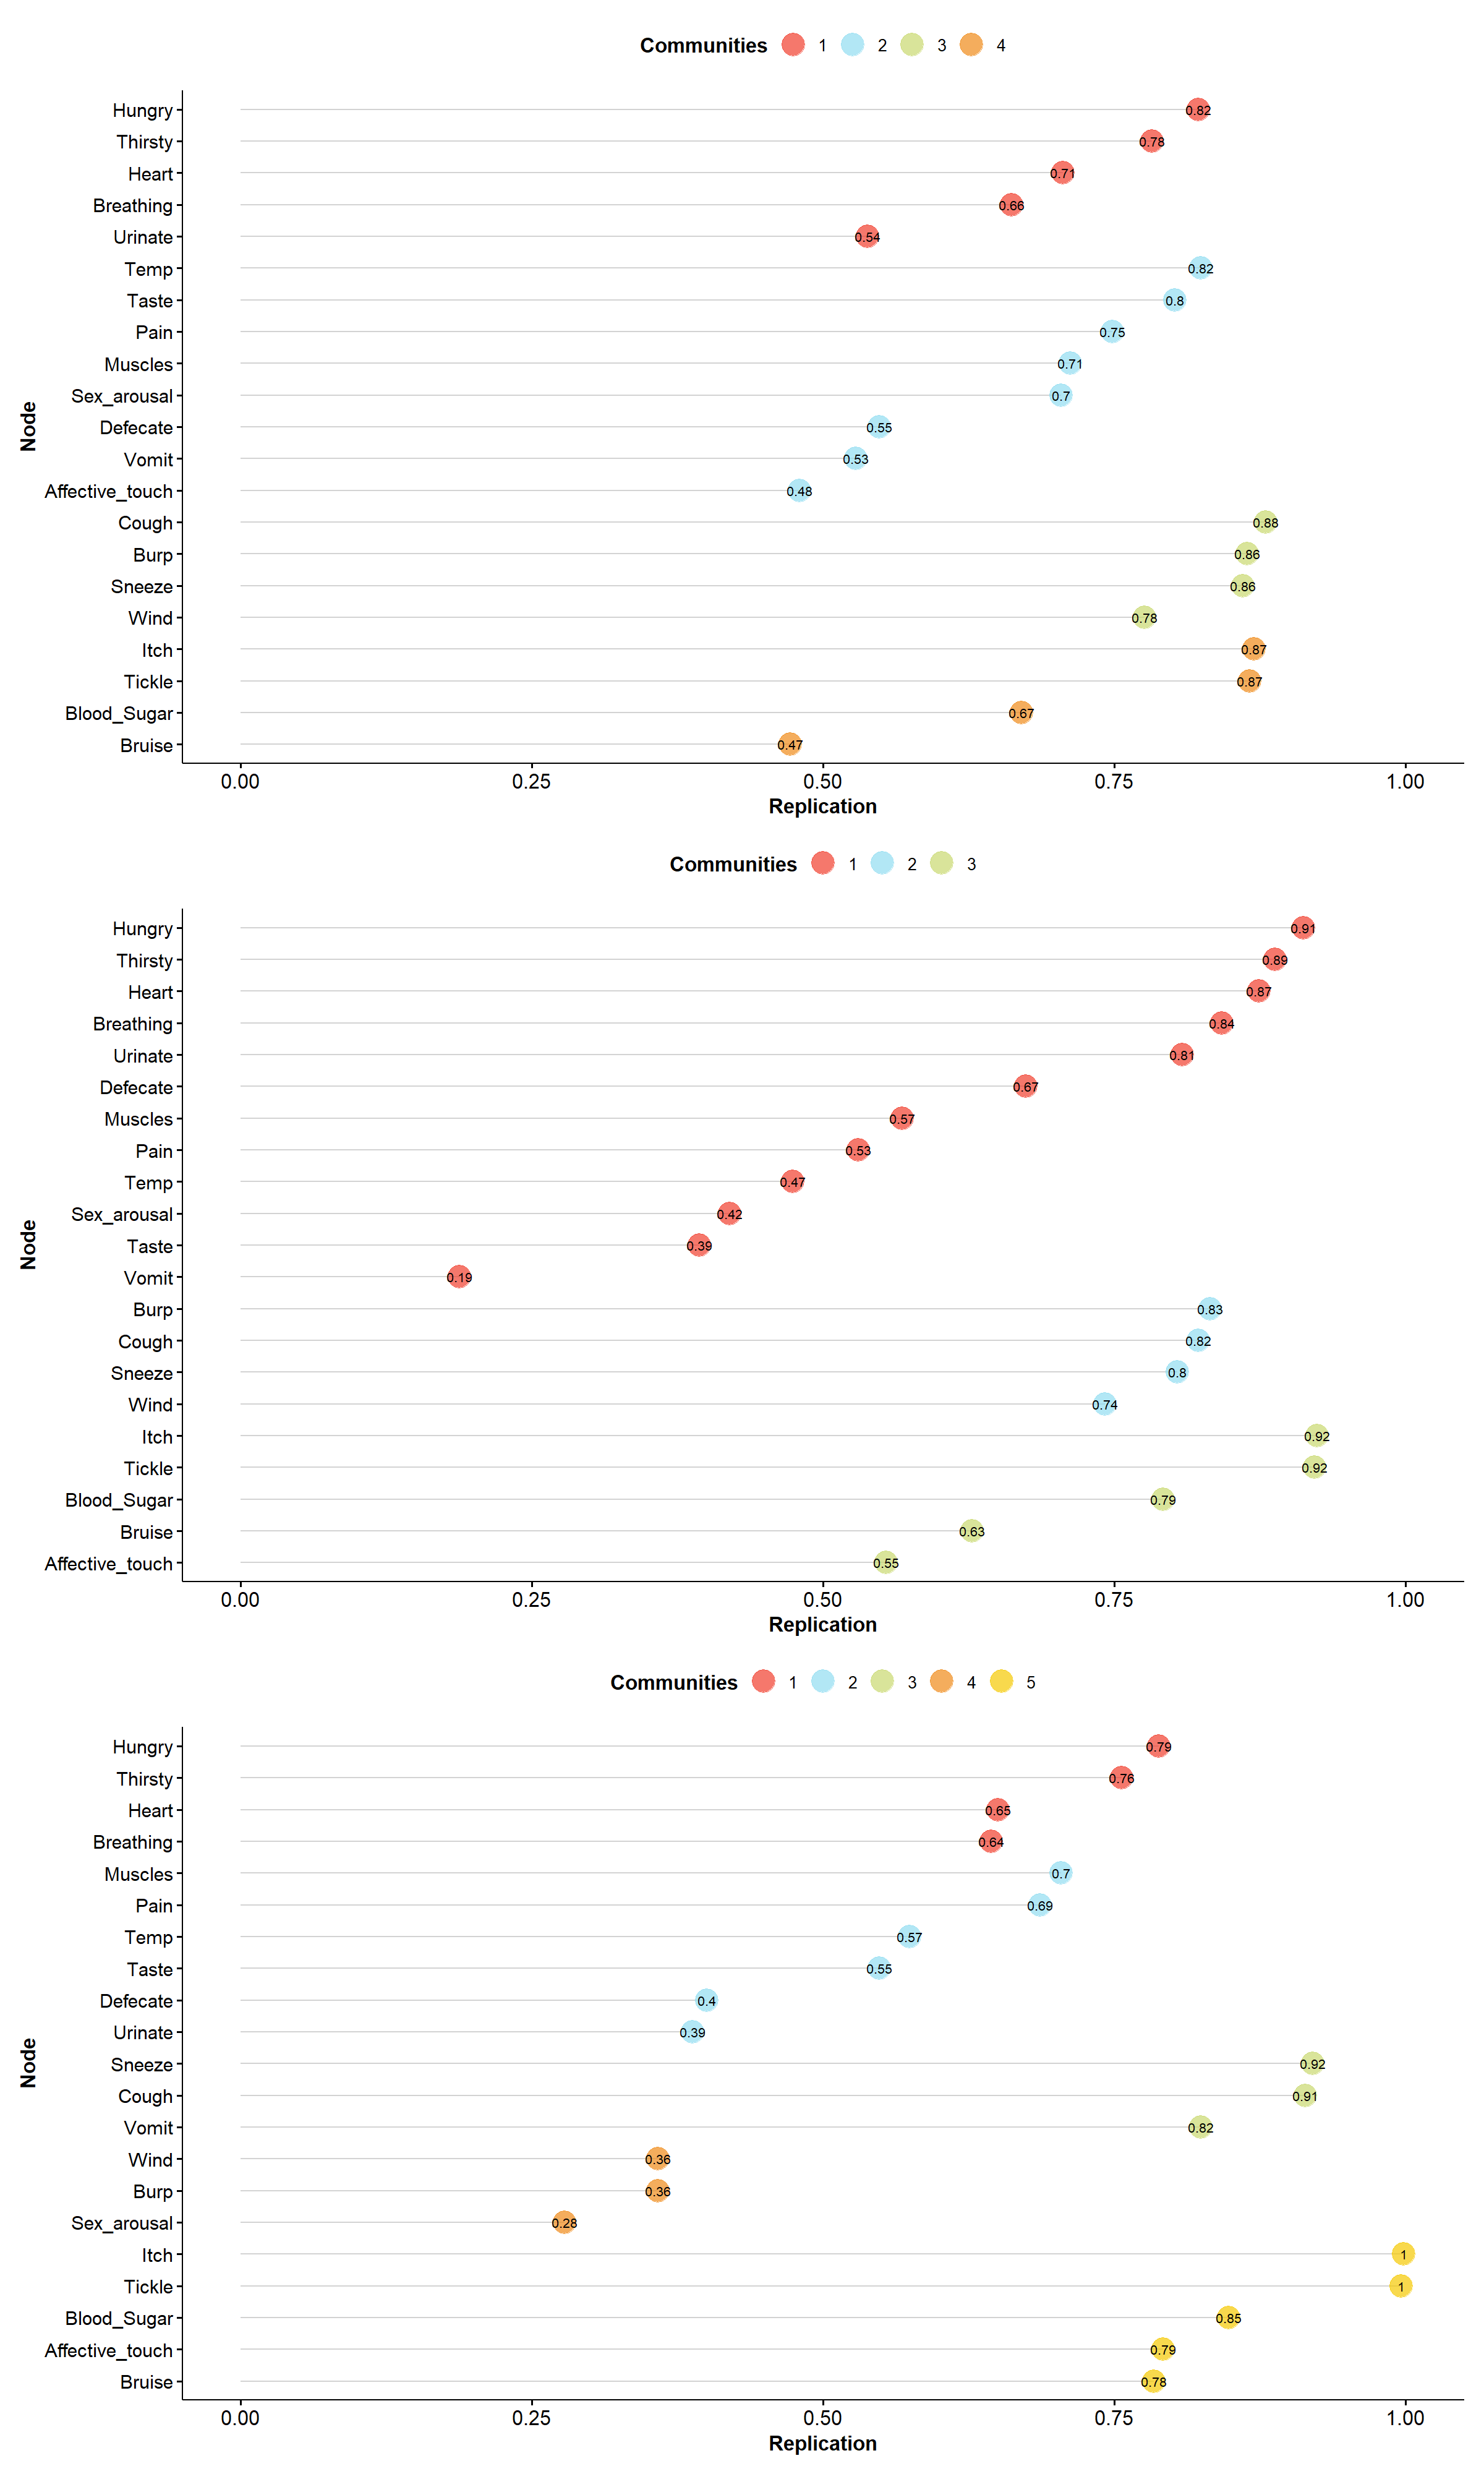 Communities 1 2 3 4
Hungry 0.82
Thirsty 0.78
Heart 0.71
Breathing 0.66
Urinate 0.54
Temp 0.82
Taste 0.8
Pain 0.75
Muscles 0.71
Sex_arousal 0.7
Defecate 0.55
Vomit 0.53
Affective_touch 0.48
Cough 0.88
Burp 0.86
Sneeze 0.86
Wind 0.78
Itch 0.87
Tickle 0.87
Blood_Sugar 0.67
Bruise 0.47
Node
0.00 0.25 0.50 0.75 1.00
Replication
Communities 1 2 3
Hungry 0.91
Thirsty 0.89
Heart 0.87
Breathing 0.84
Urinate 0.81
Defecate 0.67
Muscles 0.57
Pain 0.53
Temp 0.47
Sex_arousal 0.42
Taste 0.39
Vomit 0.19
Burp 0.83
Cough 0.82
Sneeze 0.8
Wind 0.74
Itch 0.92
Tickle 0.92
Blood_Sugar 0.79
Bruise 0.63
Affective_touch 0.55
Node
0.00 0.25 0.50 0.75 1.00
Replication
Communities 1 2 3 4 5
Hungry 0.79
Thirsty 0.76
Heart 0.65
Breathing 0.64
Muscles 0.7
Pain 0.69
Temp 0.57
Taste 0.55
Defecate 0.4
Urinate 0.39
Sneeze 0.92
Cough 0.91
Vomit 0.82
Wind 0.36
Burp 0.36
Sex_arousal 0.28
Itch 1
Tickle 1
Blood_Sugar 0.85
Affective_touch 0.79
Bruise 0.78
Node
0.00 0.25 0.50 0.75 1.00
Replication